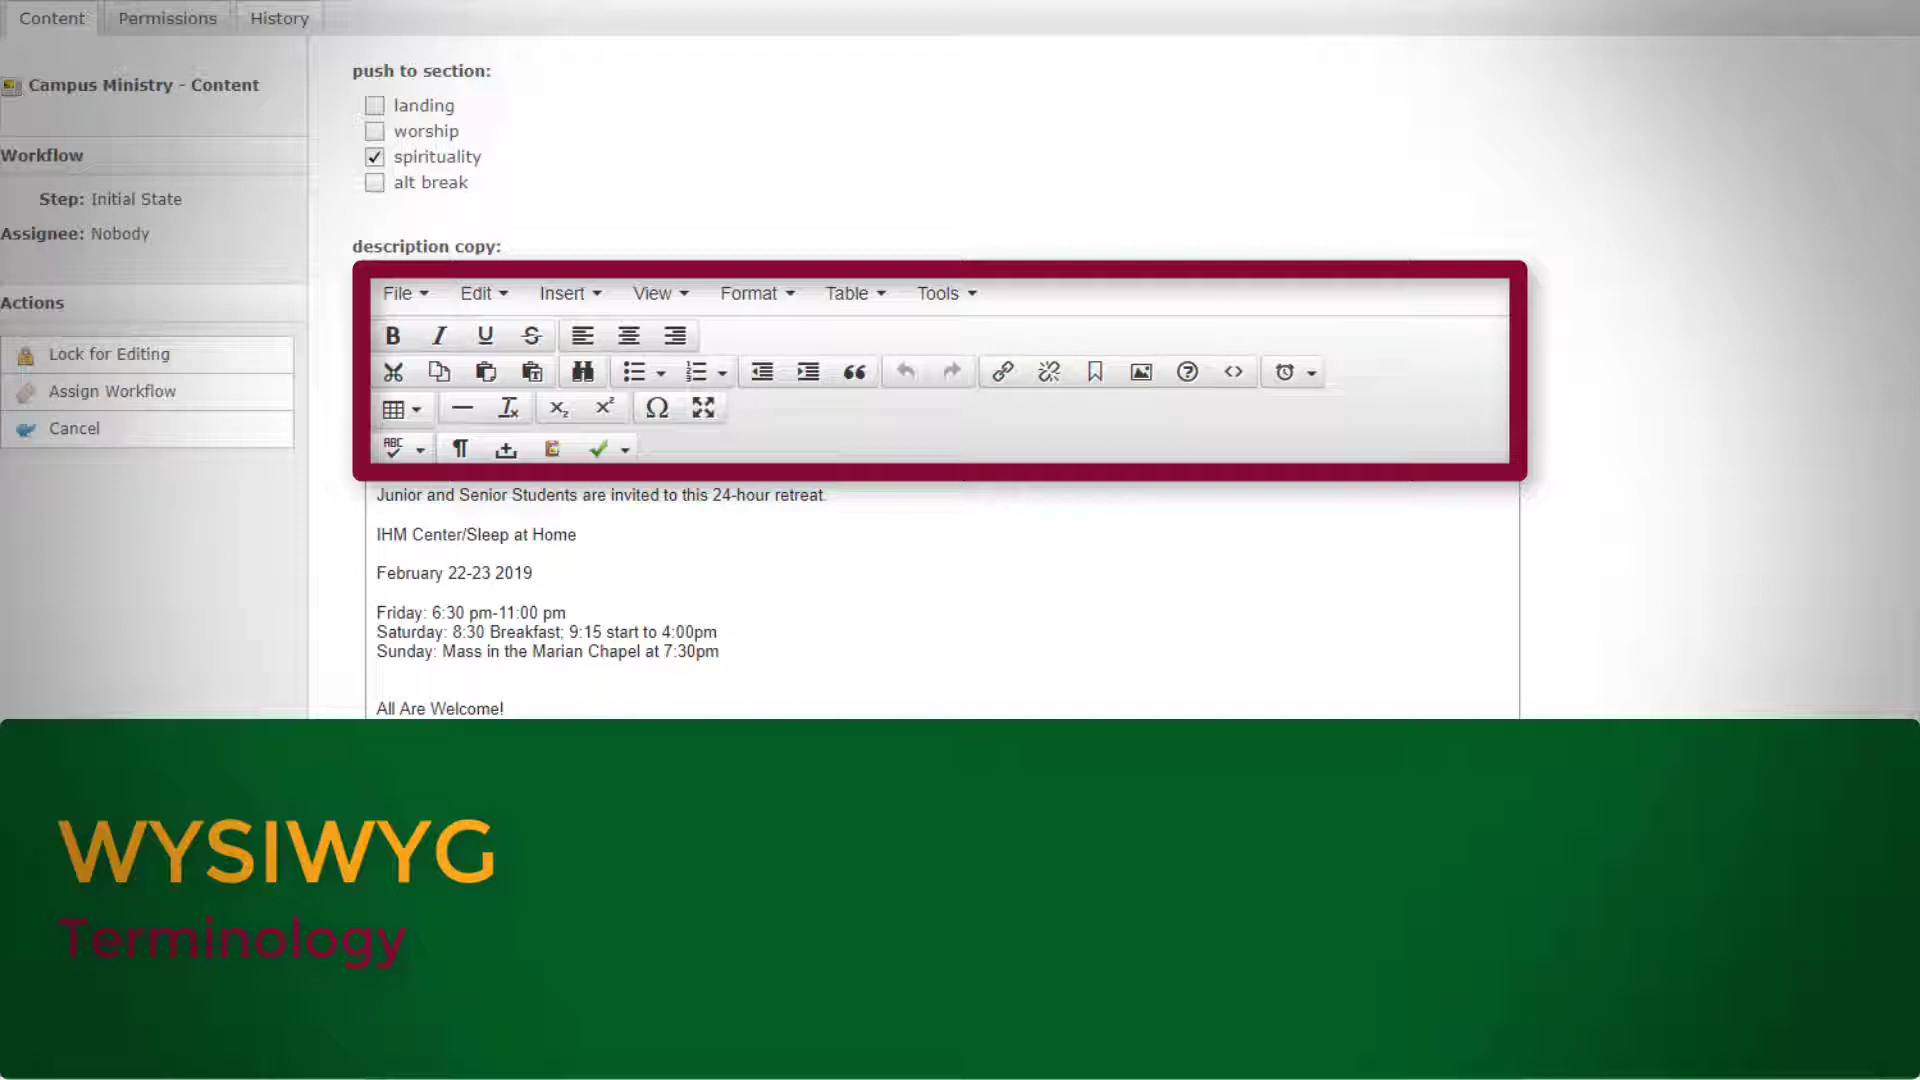 Content Permissions History
Campus Ministry - Content
Workflow
Step: Initial State
Assignee: Nobody
Actions
Lock for Editing
Assign Workflow
Cancel
push to section:
landing
worship
spirituality
alt break
description copy:
File Edit Insert View Format Table Tools
Junior and Senior Students are invited to this 24-hour retreat.
IHM Center/Sleep at Home
February 22-23 2019
Friday: 6:30 pm-11:00 pm
Saturday: 8:30 Breakfast; 9:15 start to 4:00pm
Sunday: Mass in the Marian Chapel at 7:30pm
All Are Welcome!
WYSIWYG
Terminology